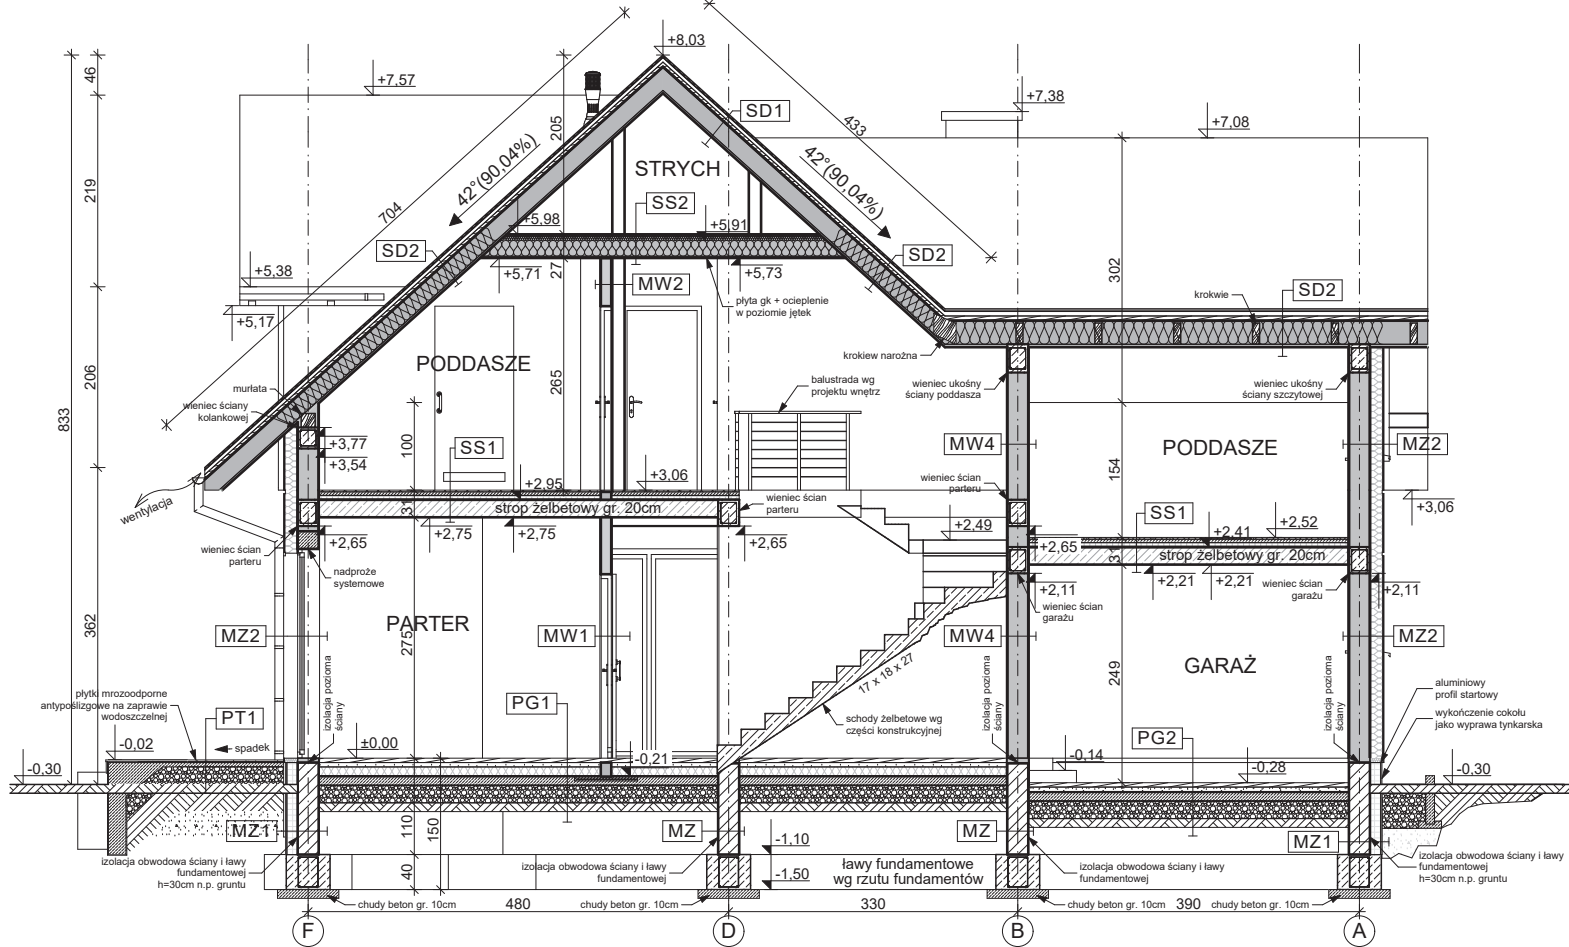 +8,03
+7,57
+7,38
+7,08
46
SD1
433
205
42°(90,04%)
42°(90,04%)
STRYCH
SS2
219
704
+5,98
+5,91
SD2
SD2
302
+5,38
+5,71
27
+5,73
MW2
SD2
krokwie
+5,17
płyta gk + ocieplenie
w poziomie jętek
krokiew narożna
PODDASZE
206
265
murłata
wieniec ściany
kolankowej
balustrada wg
projektu wnętrz
wieniec ukośny
ściany poddasza
wieniec ukośny
ściany szczytowej
833
+3,77
+3,54
100
SS1
MW4
PODDASZE
MZ2
154
wentylacja
+2,95
+3,06
31
strop żelbetowy gr. 20cm
wieniec ścian
parteru
wieniec ścian
parteru
+3,06
SS1
+2,65
+2,75
+2,75
+2,65
+2,49
+2,65
+2,41
+2,52
31
strop żelbetowy gr. 20cm
wieniec ścian
parteru
nadproże
systemowe
+2,11
+2,21
+2,21
wieniec ścian
garażu
+2,11
wieniec ścian
garażu
362
PARTER
275
MZ2
MW1
MW4
MZ2
GARAŻ
249
17 x 18 x 27
izolacja pozioma
ściany
izolacja pozioma
ściany
izolacja pozioma
ściany
płytki mrozoodporne
antypoślizgowe na zaprawie
wodoszczelnej
PT1
PG1
schody żelbetowe wg
części konstrukcyjnej
PG2
aluminiowy
profil startowy
wykończenie cokołu
jako wyprawa tynkarska
-0,02
spadek
±0,00
-0,21
-0,14
-0,30
-0,28
-0,30
MZ1
110
150
MZ
MZ
MZ1
-1,10
izolacja obwodowa ściany i ławy
fundamentowej
h=30cm n.p. gruntu
40
izolacja obwodowa ściany i ławy
fundamentowej
-1,50
ławy fundamentowe
wg rzutu fundamentów
izolacja obwodowa ściany i ławy
fundamentowej
izolacja obwodowa ściany i ławy
fundamentowej
h=30cm n.p. gruntu
chudy beton gr. 10cm
480
chudy beton gr. 10cm
330
chudy beton gr. 10cm
390
chudy beton gr. 10cm
F
D
B
A